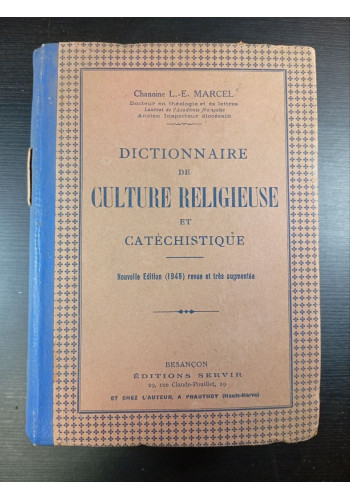 Chanoine L.-E. MARCEL
Docteur en théologie et ès lettres
Lauréat de l'Académie Française
Ancien Inspecteur diocésain
DICTIONNAIRE
DE
CULTURE RELIGIEUSE
ET
CATÉCHISTIQUE
Nouvelle Edition (1949) revue et très augmentée
BESANÇON
ÉDITIONS SERVIR
29, rue Claude-Pouillet, 29
ET CHEZ L'AUTEUR, A PRAUTHOY (Haute-Marne)